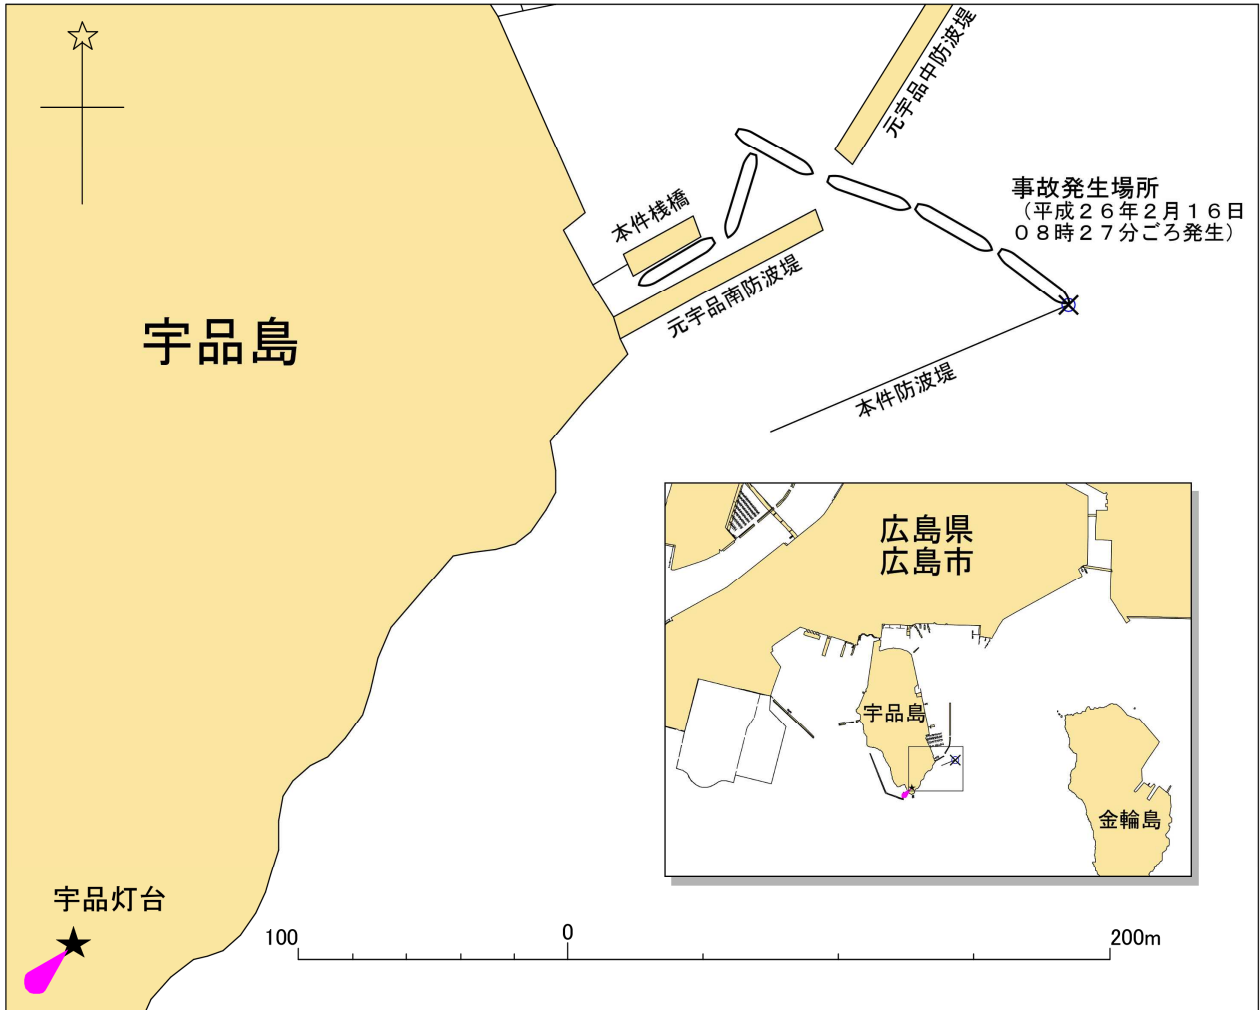 元宇品中防波堤
事故発生場所
（平成２６年２月１６日
０８時２７分ごろ発生）
本件桟橋
元宇品南防波堤
宇品島
本件防波堤
広島県
広島市
宇品島
金輪島
宇品灯台
100
0
200m